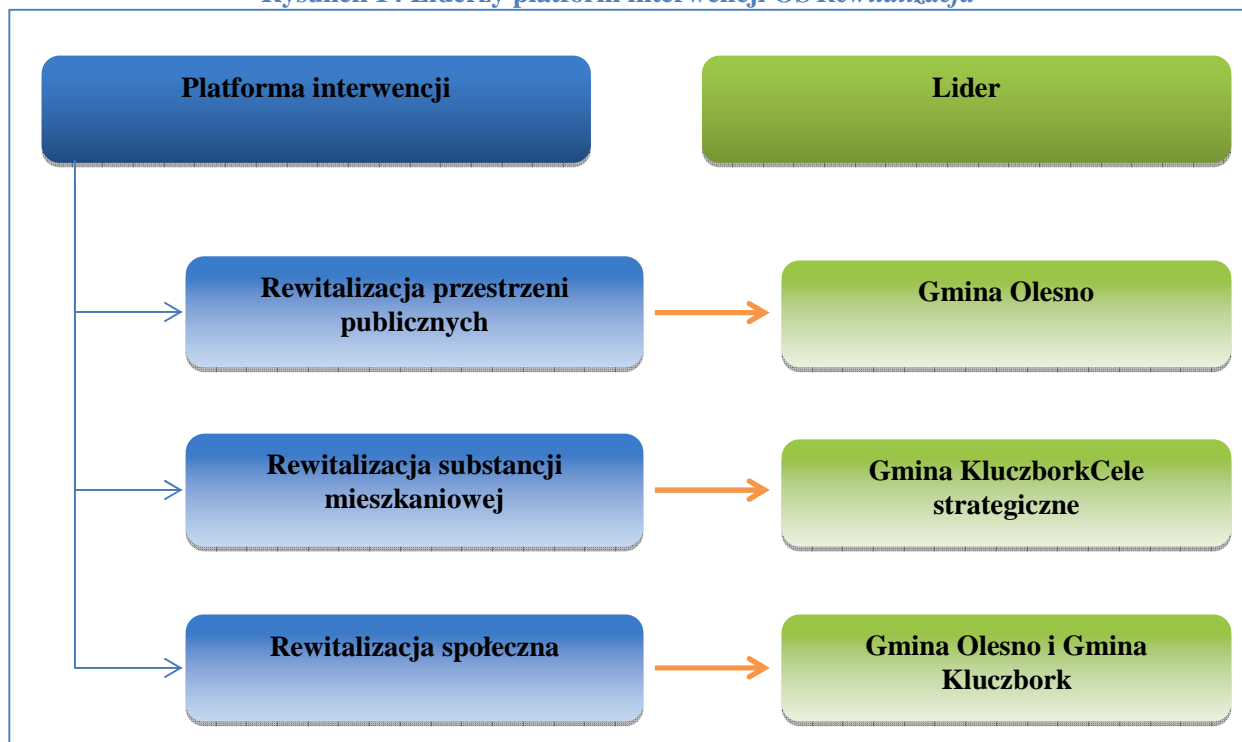 Platforma interwencji
Lider
Rewitalizacja przestrzeni
publicznych
Gmina Olesno
Rewitalizacja substancji
mieszkaniowej
Gmina KluczborkCele
strategiczne
Rewitalizacja społeczna
Gmina Olesno i Gmina
Kluczbork